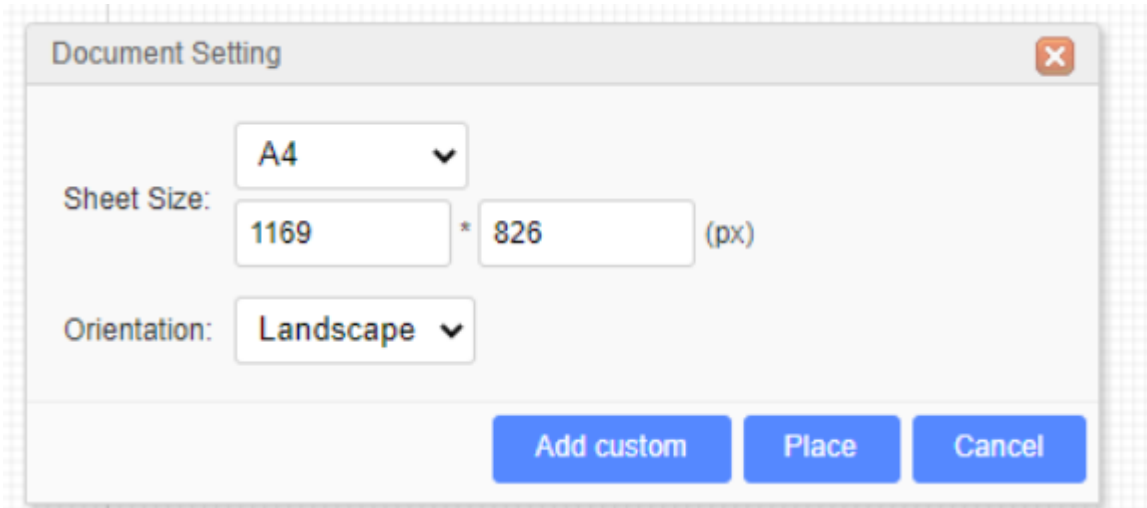 Document Setting
A4
Sheet Size:
1169 * 826 (px)
Orientation: Landscape
Add custom Place Cancel